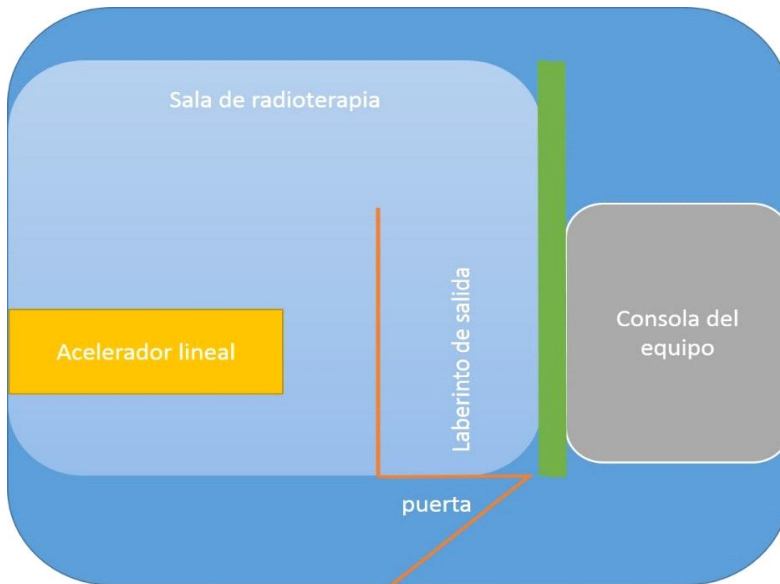 Sala de radioterapia
Acelerador lineal
Laberinto de salida
Consola del
equipo
puerta